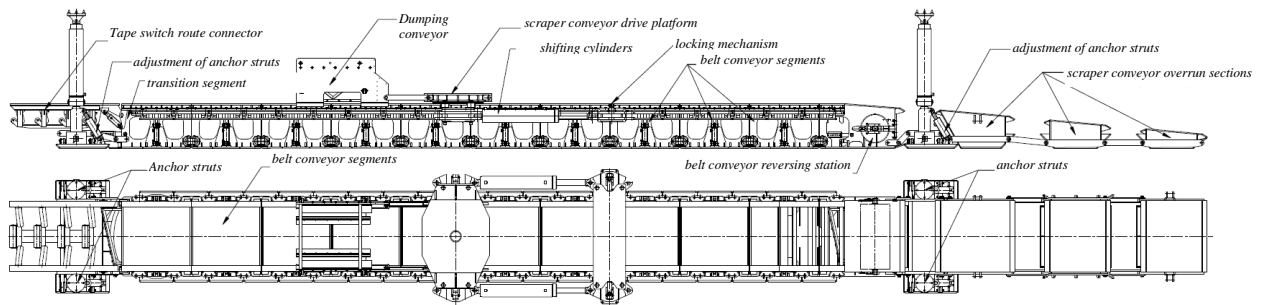 Dumping
conveyor
scraper conveyor drive platform
Tape switch route connector
shifting cylinders
locking mechanism
adjustment of anchor struts
adjustment of anchor struts
belt conveyor segments
scraper conveyor overrun sections
transition segment
Anchor struts
belt conveyor segments
belt conveyor reversing station
anchor struts